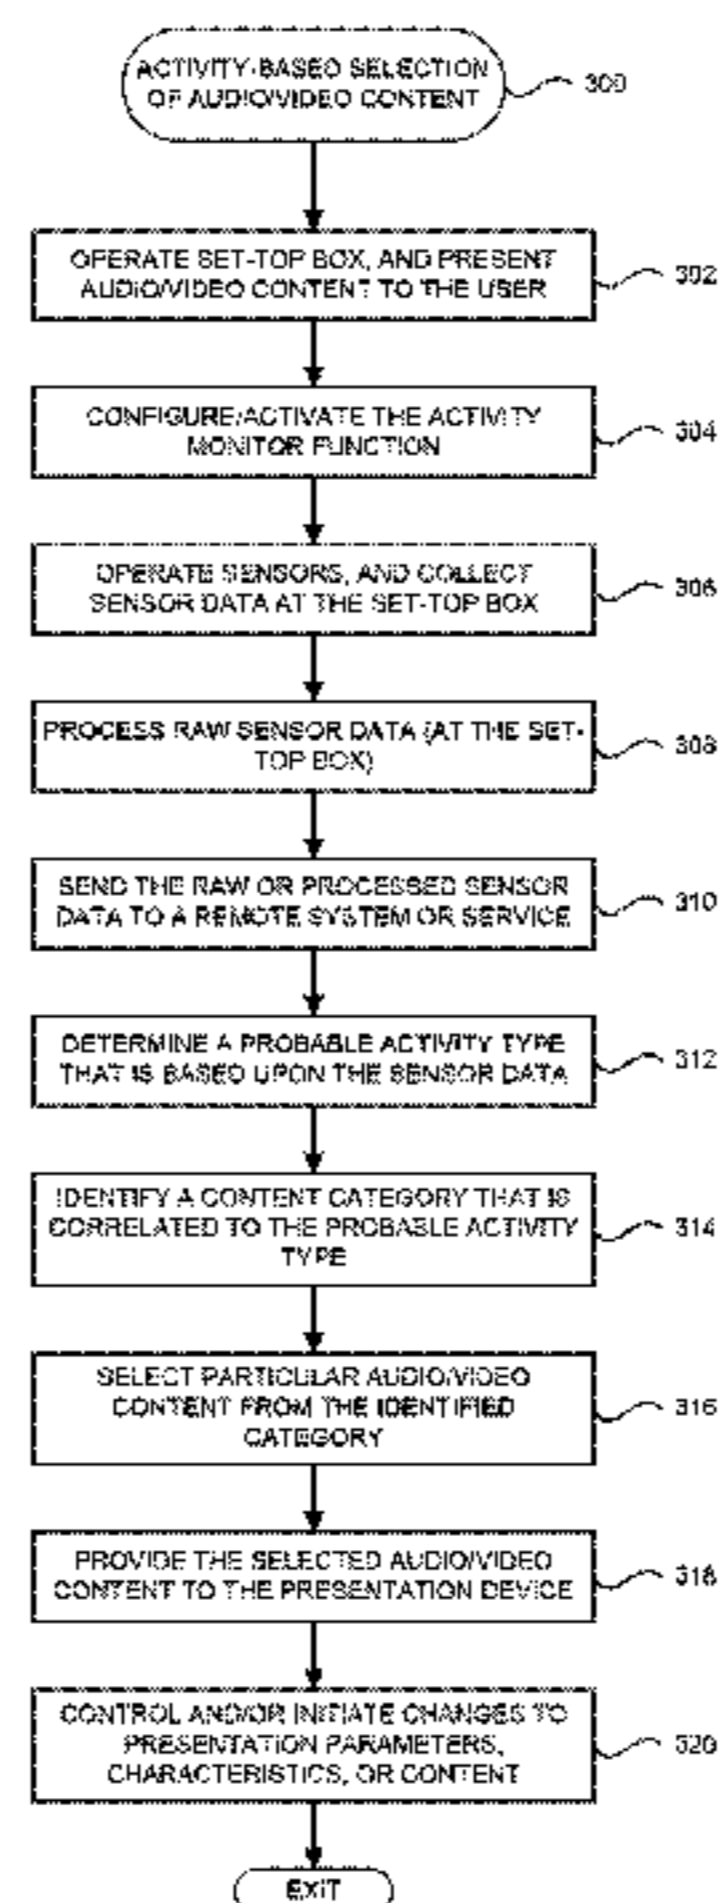 ACTIVITY-BASED SELECTION
OF AUDIO/VIDEO CONTENT
300
OPERATE SET-TOP BOX, AND PRESENT
AUDIO/VIDEO CONTENT TO THE USER
302
CONFIGURE/ACTIVATE THE ACTIVITY
MONITOR FUNCTION
304
OPERATE SENSORS, AND COLLECT
SENSOR DATA AT THE SET-TOP BOX
306
PROCESS RAW SENSOR DATA (AT THE SET-
TOP BOX)
308
SEND THE RAW OR PROCESSED SENSOR
DATA TO A REMOTE SYSTEM OR SERVICE
310
DETERMINE A PROBABLE ACTIVITY TYPE
THAT IS BASED UPON THE SENSOR DATA
312
IDENTIFY A CONTENT CATEGORY THAT IS
CORRELATED TO THE PROBABLE ACTIVITY
TYPE
314
SELECT PARTICULAR AUDIO/VIDEO
CONTENT FROM THE IDENTIFIED
CATEGORY
316
PROVIDE THE SELECTED AUDIO/VIDEO
CONTENT TO THE PRESENTATION DEVICE
318
CONTROL AND/OR INITIATE CHANGES TO
PRESENTATION PARAMETERS,
CHARACTERISTICS, OR CONTENT
320
EXIT